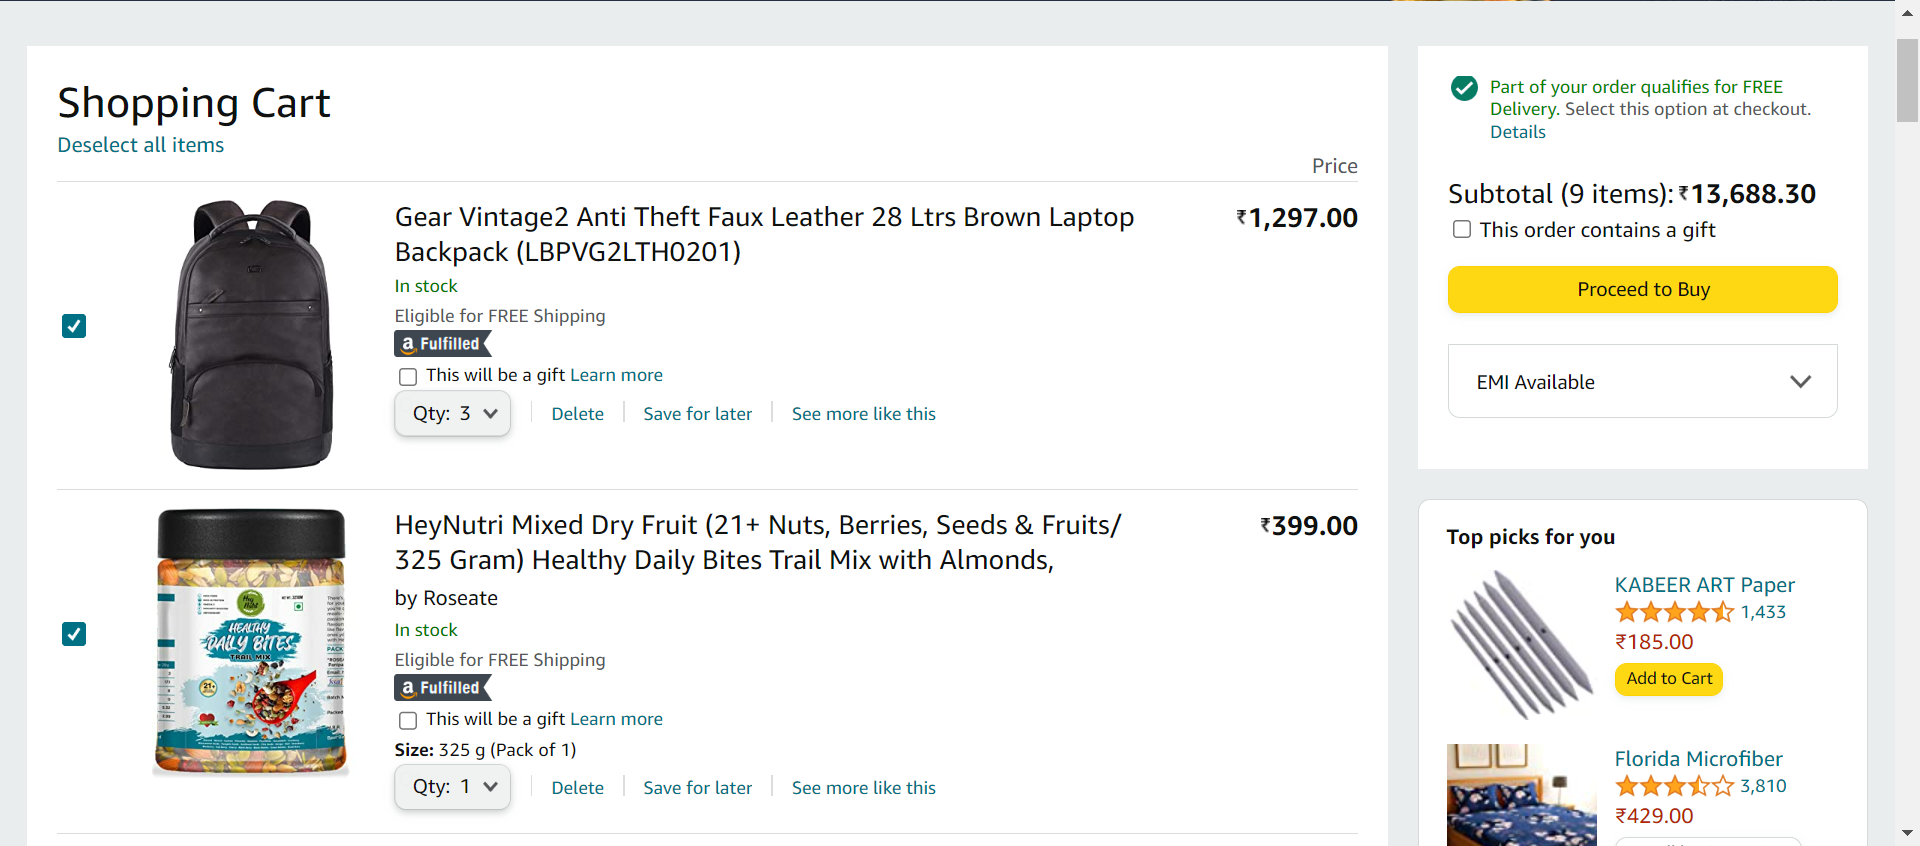 Shopping Cart
Deselect all items
Price
Gear Vintage2 Anti Theft Faux Leather 28 Ltrs Brown Laptop
Backpack (LBPVG2LTH0201)
₹1,297.00
In stock
Eligible for FREE Shipping
a Fulfilled
This will be a gift Learn more
Qty: 3
Delete
Save for later
See more like this
HeyNutri Mixed Dry Fruit (21+ Nuts, Berries, Seeds & Fruits/
325 Gram) Healthy Daily Bites Trail Mix with Almonds,
₹399.00
by Roseate
In stock
Eligible for FREE Shipping
a Fulfilled
This will be a gift Learn more
Size: 325 g (Pack of 1)
Qty: 1
Delete
Save for later
See more like this
HEALTHY
DAILY BITES
TRAIL MIX
21+
Part of your order qualifies for FREE
Delivery. Select this option at checkout.
Details
Subtotal (9 items): ₹13,688.30
This order contains a gift
Proceed to Buy
EMI Available
Top picks for you
KABEER ART Paper
1,433
₹185.00
Add to Cart
Florida Microfiber
3,810
₹429.00